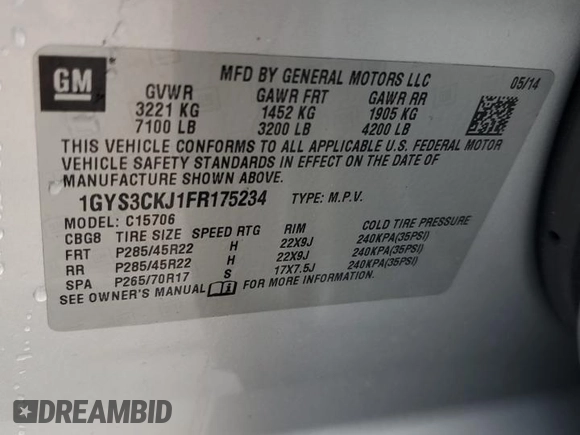 GM
MFD BY GENERAL MOTORS LLC
05/14
GVWR GAWR FRT GAWR RR
3221 KG 1452 KG 1905 KG
7100 LB 3200 LB 4200 LB
THIS VEHICLE CONFORMS TO ALL APPLICABLE U.S. FEDERAL MOTOR
VEHICLE SAFETY STANDARDS IN EFFECT ON THE DATE OF
MANUFACTURE SHOWN ABOVE.
1GYS3CKJ1FR175234 TYPE: M.P.V.
MODEL: C15706
CBG8 TIRE SIZE SPEED RTG RIM COLD TIRE PRESSURE
FRT P285/45R22 H 22X9J 240KPA(35PSI)
RR P285/45R22 H 22X9J 240KPA(35PSI)
SPA P265/70R17 S 17X7.5J 240KPA(35PSI)
SEE OWNER'S MANUAL FOR MORE INFORMATION.
DREAMBID